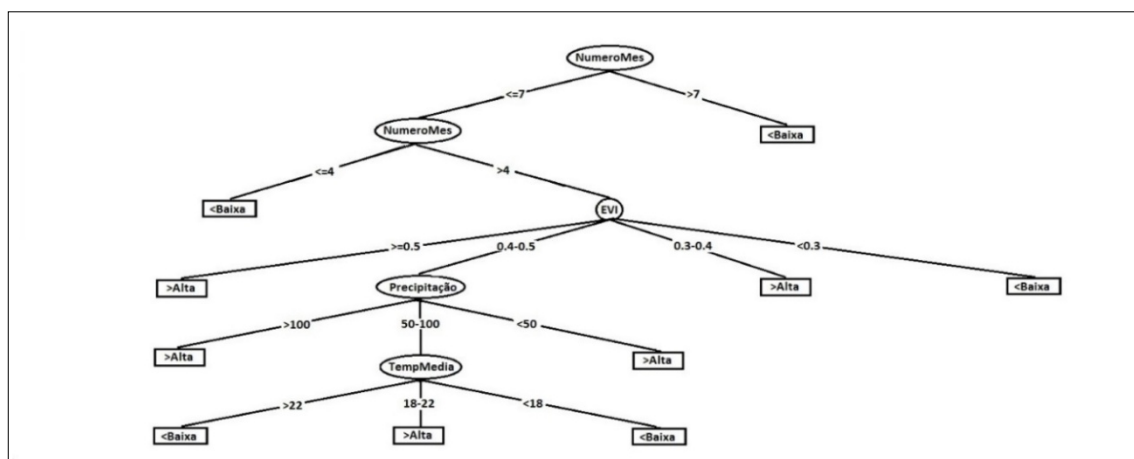 NumeroMes
<=7
>7
NumeroMes
<Baixa
<=4
>4
<Baixa
EVI
>=0.5
0.4-0.5
0.3-0.4
<0.3
>Alta
Precipitação
>Alta
<Baixa
>100
50-100
<50
>Alta
TempMedia
>Alta
>22
18-22
<18
<Baixa
>Alta
<Baixa